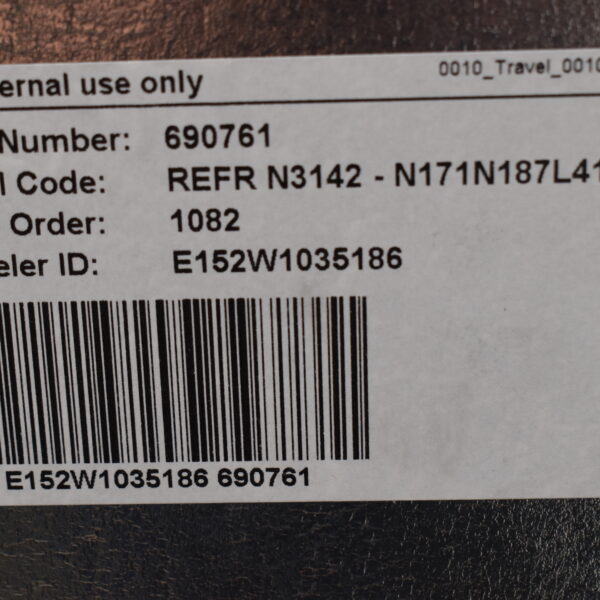 ernal use only 0010_Travel_0010
Number: 690761
l Code: REFR N3142 - N171N187L41
Order: 1082
eler ID: E152W1035186
E152W1035186 690761